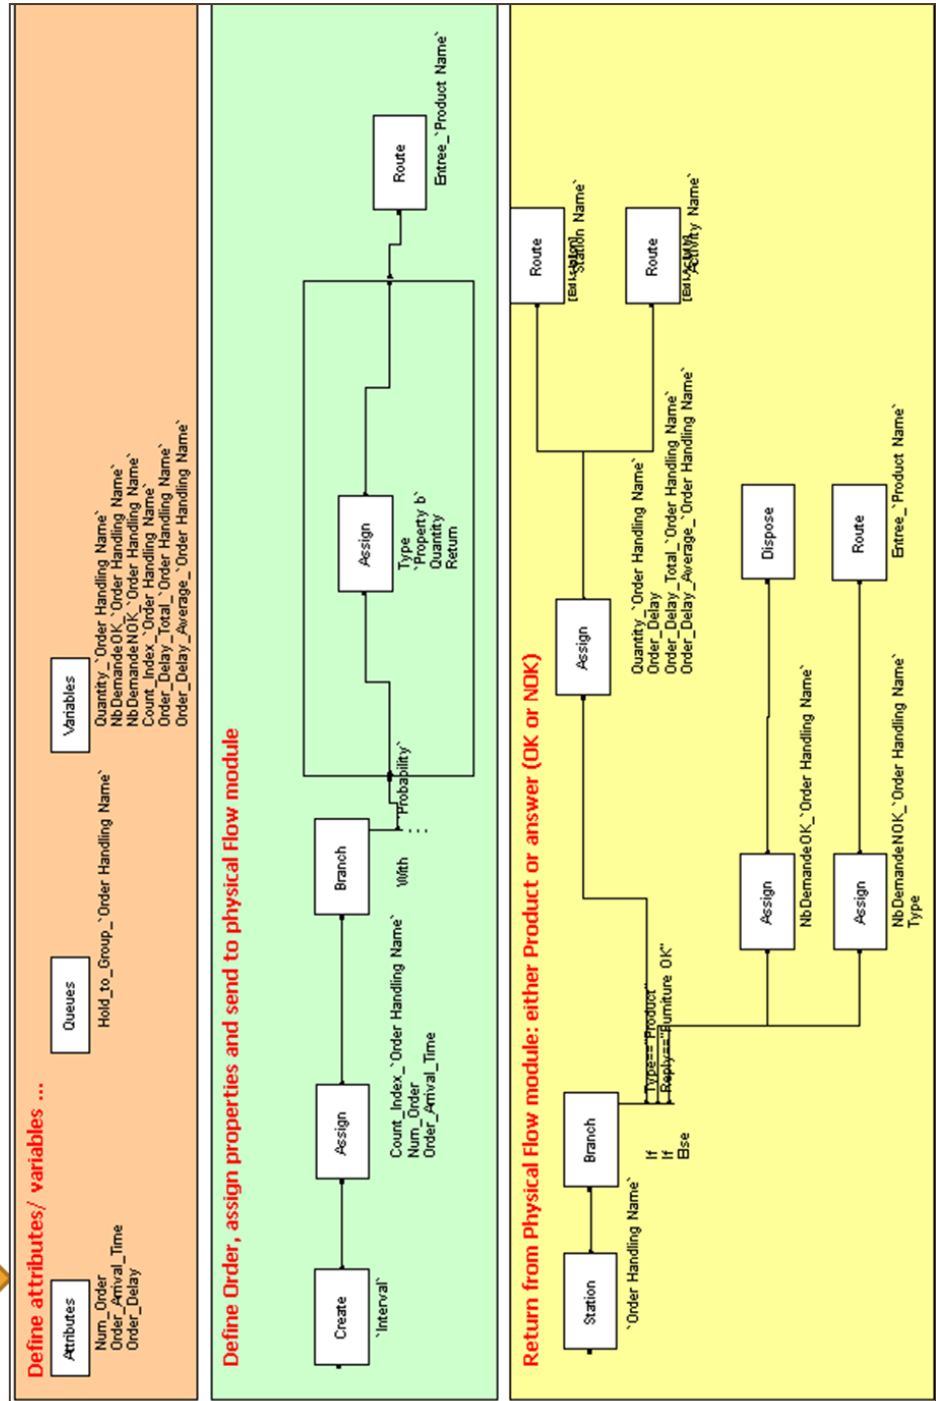 Define attributes/ variables ...
Attributes
Num_Order
Order_Arrival_Time
Order_Delay
Queues
Hold_to_Group_`Order Handling Name`
Variables
Quantity_`Order Handling Name`
NbDemandeOK_`Order Handling Name`
NbDemandeNOK_`Order Handling Name`
Count_Index_`Order Handling Name`
Order_Delay_Total_`Order Handling Name`
Order_Delay_Average_`Order Handling Name`
Define Order, assign properties and send to physical Flow module
Create
`Interval`
Assign
Count_Index_`Order Handling Name`
Num_Order
Order_Arrival_Time
Branch
With
`Probability`
Assign
Type
`Property b`
Quantity
Return
Route
Entree_`Product Name`
Return from Physical Flow module: either Product or answer (OK or NOK)
Station
`Order Handling Name`
Branch
If
Type=="Product"
If
Reply=="Furniture OK"
Else
Assign
Quantity_`Order Handling Name`
Order_Delay
Order_Delay_Total_`Order Handling Name`
Order_Delay_Average_`Order Handling Name`
Route
Station Name`
Route
Activity Name`
Assign
NbDemandeOK_`Order Handling Name`
Dispose
Assign
NbDemandeNOK_`Order Handling Name`
Type
Route
Entree_`Product Name`